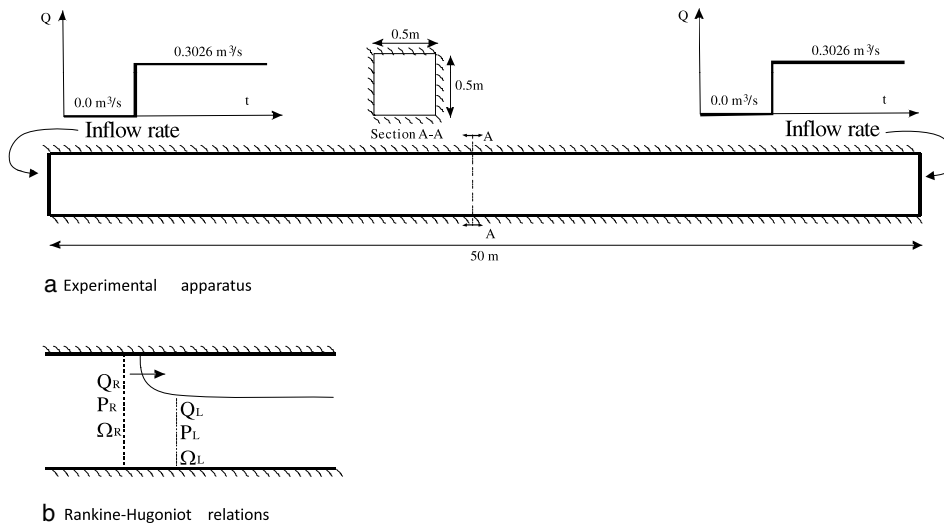 Q
0.3026 m³/s
0.0 m³/s
t
Inflow rate
0.5m
0.5m
Section A-A
Q
0.3026 m³/s
0.0 m³/s
t
Inflow rate
A
A
50 m
a Experimental apparatus
QR
PR
ΩR
QL
PL
ΩL
b Rankine-Hugoniot relations